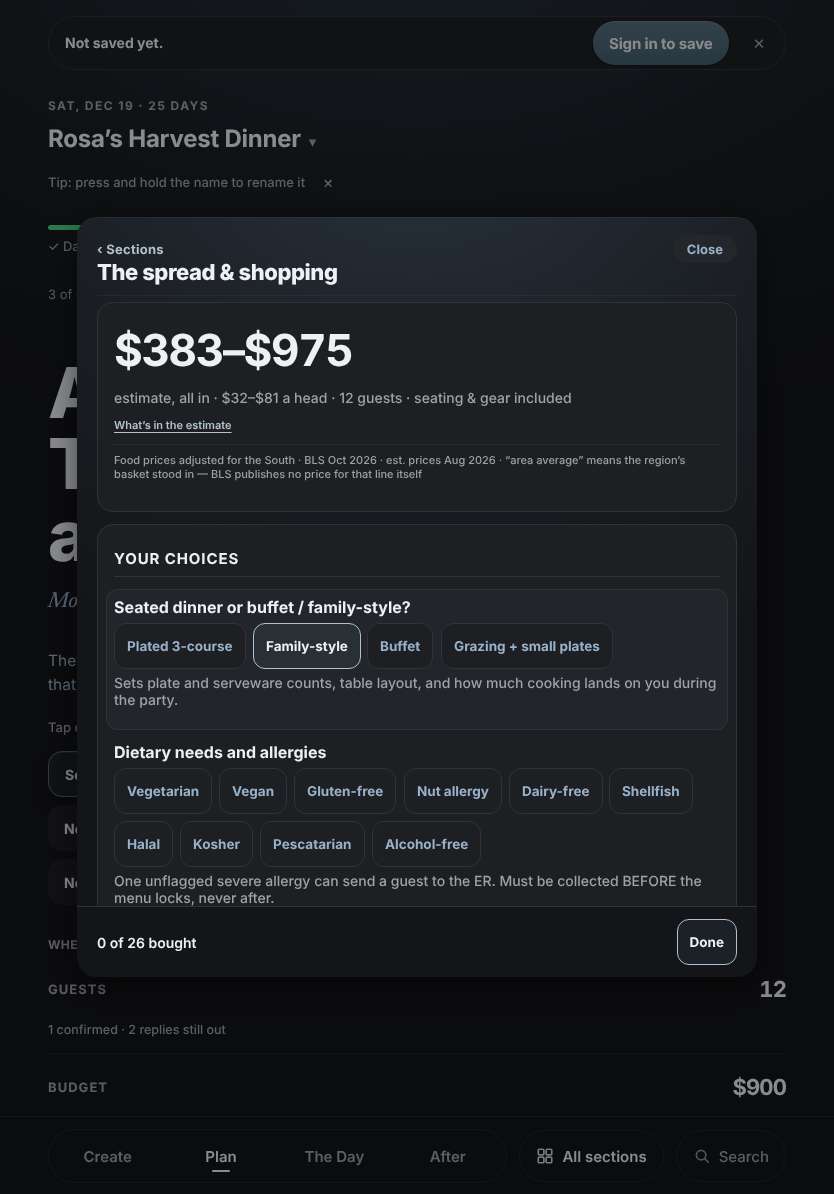 Not saved yet.
Sign in to save ×
SAT, DEC 19 · 25 DAYS
Rosa’s Harvest Dinner ▾
Tip: press and hold the name to rename it ×
✓ Da
3 of
A
T
a
Mo
The
that
Tap
‹ Sections
Close
The spread & shopping
$383–$975
estimate, all in · $32–$81 a head · 12 guests · seating & gear included
What’s in the estimate
Food prices adjusted for the South · BLS Oct 2026 · est. prices Aug 2026 · “area average” means the region’s
basket stood in — BLS publishes no price for that line itself
YOUR CHOICES
Seated dinner or buffet / family-style?
Plated 3-course Family-style Buffet Grazing + small plates
Sets plate and serveware counts, table layout, and how much cooking lands on you during
the party.
Dietary needs and allergies
Vegetarian Vegan Gluten-free Nut allergy Dairy-free Shellfish
Halal Kosher Pescatarian Alcohol-free
One unflagged severe allergy can send a guest to the ER. Must be collected BEFORE the
menu locks, never after.
0 of 26 bought
Done
WHE
GUESTS 12
1 confirmed · 2 replies still out
BUDGET $900
Create Plan The Day After All sections Search